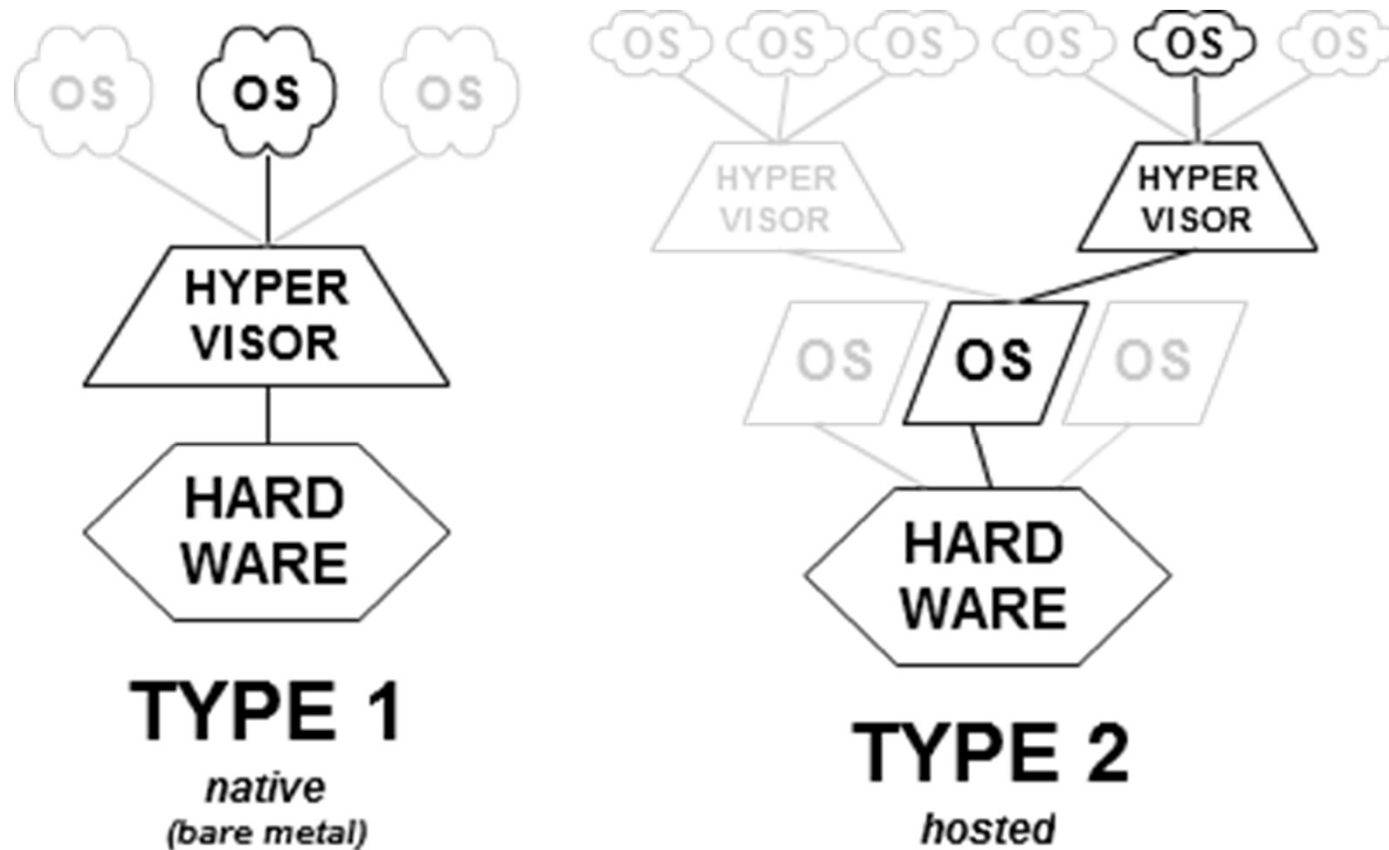 OS
OS
OS
HYPER
VISOR
HARD
WARE
TYPE 1
native
(bare metal)
OS
OS
OS
OS
OS
OS
HYPER
VISOR
HYPER
VISOR
OS
OS
OS
HARD
WARE
TYPE 2
hosted